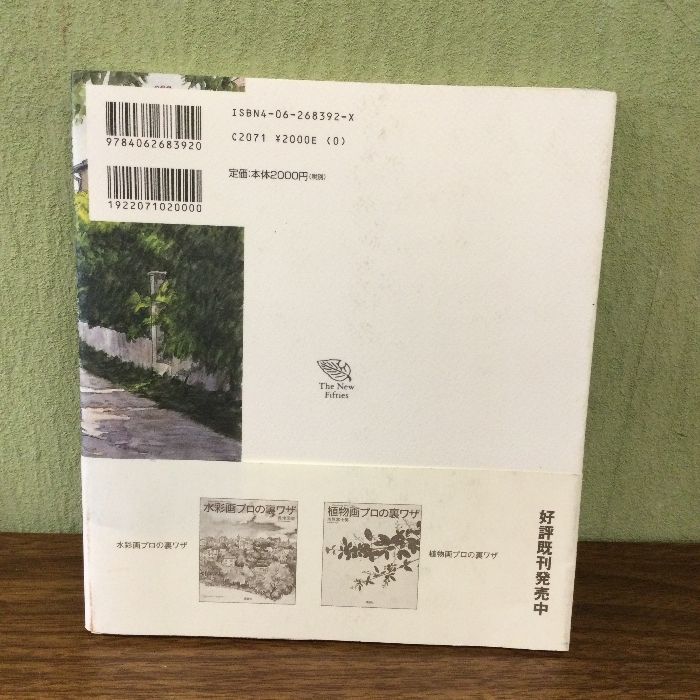 ISBN4-06-268392-X
C2071 ¥2000E (0)
定価:本体2000円(税別)
9784062683920
1922071020000
The New
Fifties
水彩画プロの裏ワザ
水彩画プロの裏ワザ
植物画プロの裏ワザ
植物画プロの裏ワザ
好評既刊発売中